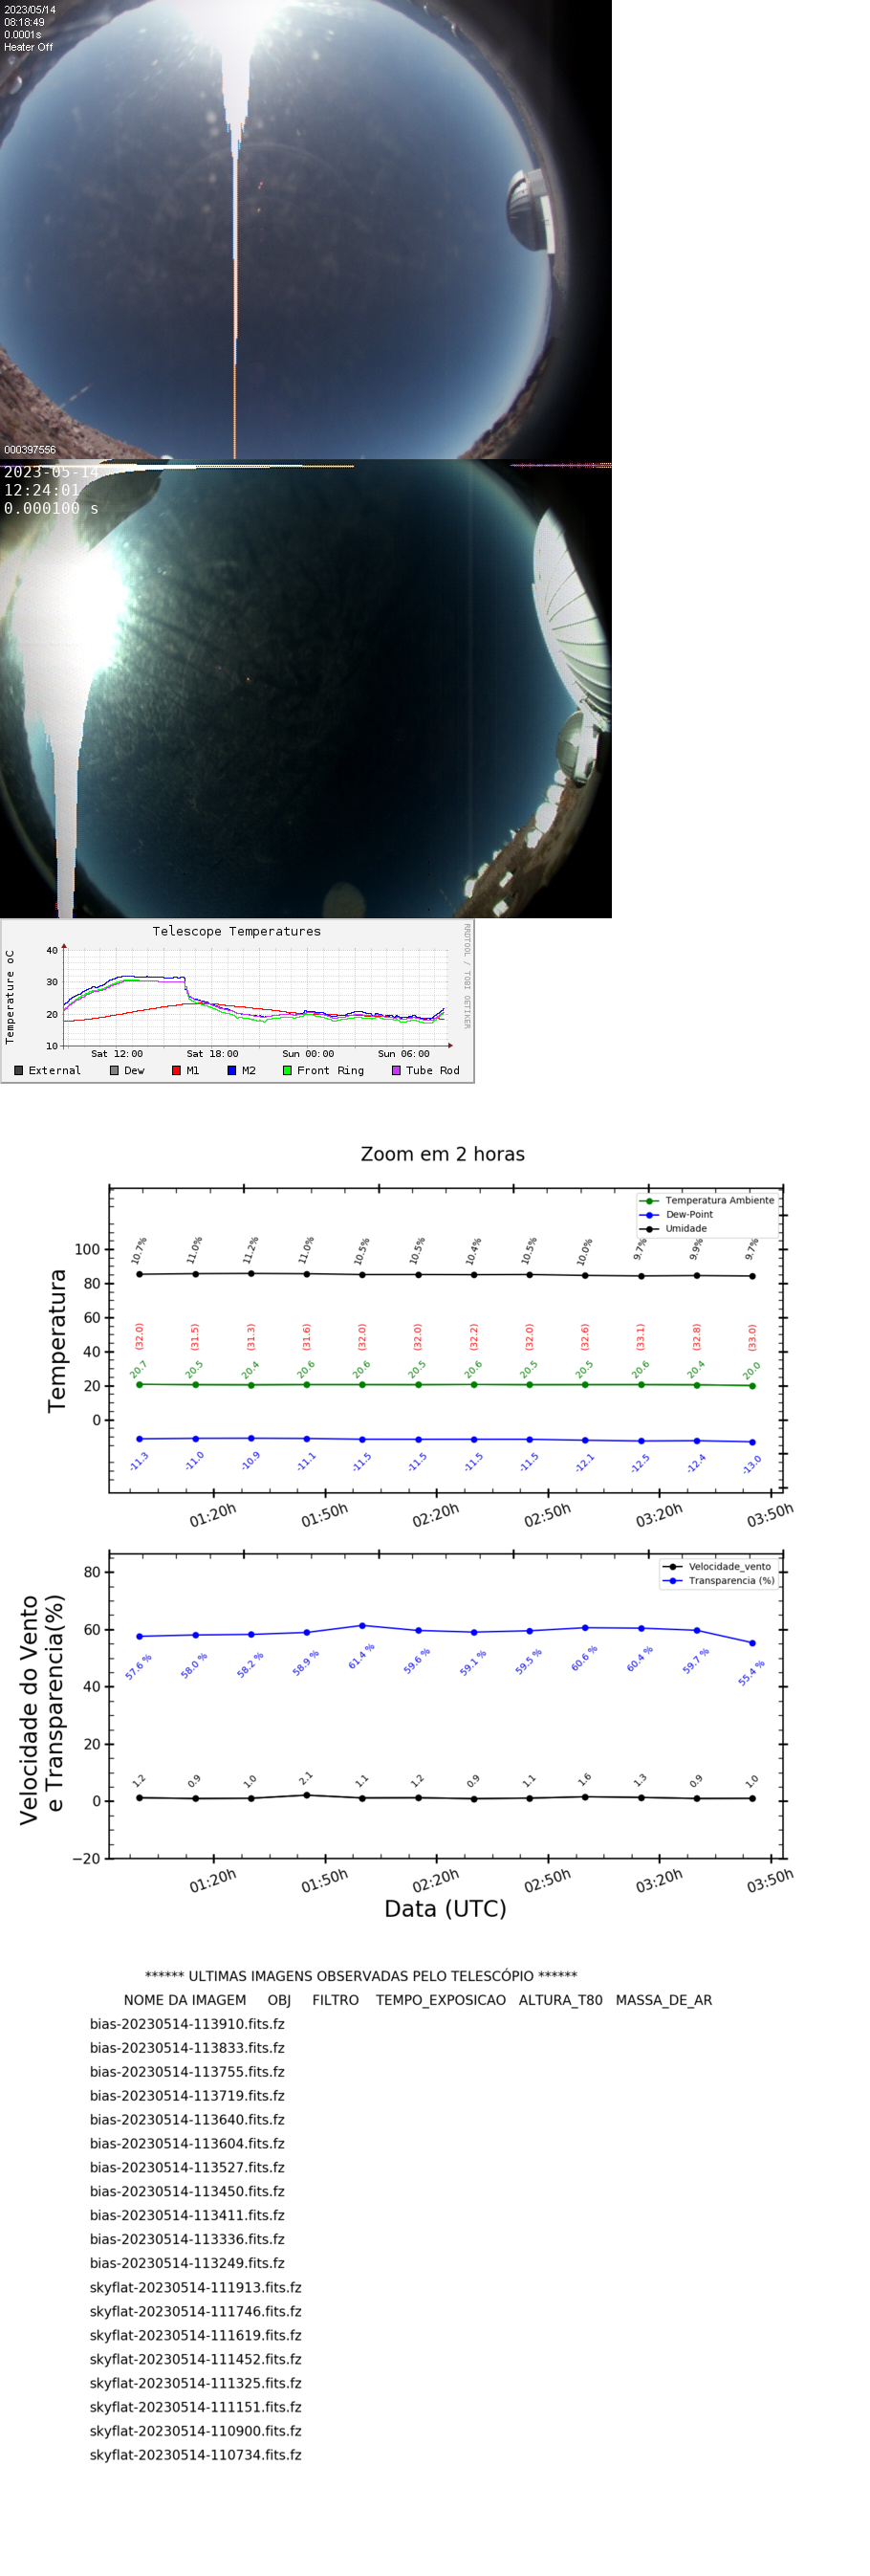 2023/05/14
08:18:49
0.0001s
Heater Off
000397556
2023-05-14
12:24:01
0.000100 s
Telescope Temperatures
RRDTOOL / TOBI OETIKER
Temperature oC
40
30
20
10
Sat 12:00 Sat 18:00 Sun 00:00 Sun 06:00
External Dew M1 M2 Front Ring Tube Rod
Zoom em 2 horas
Temperatura Ambiente
Dew-Point
Umidade
Temperatura
100
80
60
40
20
0
10.7% 11.0% 11.2% 11.0% 10.5% 10.5% 10.4% 10.5% 10.0% 9.7% 9.9% 9.7%
(32.0) (31.5) (31.3) (31.6) (32.0) (32.0) (32.2) (32.0) (32.6) (33.1) (32.8) (33.0)
20.7 20.5 20.4 20.6 20.6 20.5 20.6 20.5 20.5 20.6 20.4 20.0
-11.3 -11.0 -10.9 -11.1 -11.5 -11.5 -11.5 -11.5 -12.1 -12.5 -12.4 -13.0
01:20h 01:50h 02:20h 02:50h 03:20h 03:50h
Velocidade_vento
Transparencia (%)
Velocidade do Vento
e Transparencia(%)
80
60
40
20
0
−20
57.6 % 58.0 % 58.2 % 58.9 % 61.4 % 59.6 % 59.1 % 59.5 % 60.6 % 60.4 % 59.7 % 55.4 %
1.2 0.9 1.0 2.1 1.1 1.2 0.9 1.1 1.6 1.3 0.9 1.0
01:20h 01:50h 02:20h 02:50h 03:20h 03:50h
Data (UTC)
****** ULTIMAS IMAGENS OBSERVADAS PELO TELESCÓPIO ******
NOME DA IMAGEM OBJ FILTRO TEMPO_EXPOSICAO ALTURA_T80 MASSA_DE_AR
bias-20230514-113910.fits.fz
bias-20230514-113833.fits.fz
bias-20230514-113755.fits.fz
bias-20230514-113719.fits.fz
bias-20230514-113640.fits.fz
bias-20230514-113604.fits.fz
bias-20230514-113527.fits.fz
bias-20230514-113450.fits.fz
bias-20230514-113411.fits.fz
bias-20230514-113336.fits.fz
bias-20230514-113249.fits.fz
skyflat-20230514-111913.fits.fz
skyflat-20230514-111746.fits.fz
skyflat-20230514-111619.fits.fz
skyflat-20230514-111452.fits.fz
skyflat-20230514-111325.fits.fz
skyflat-20230514-111151.fits.fz
skyflat-20230514-110900.fits.fz
skyflat-20230514-110734.fits.fz